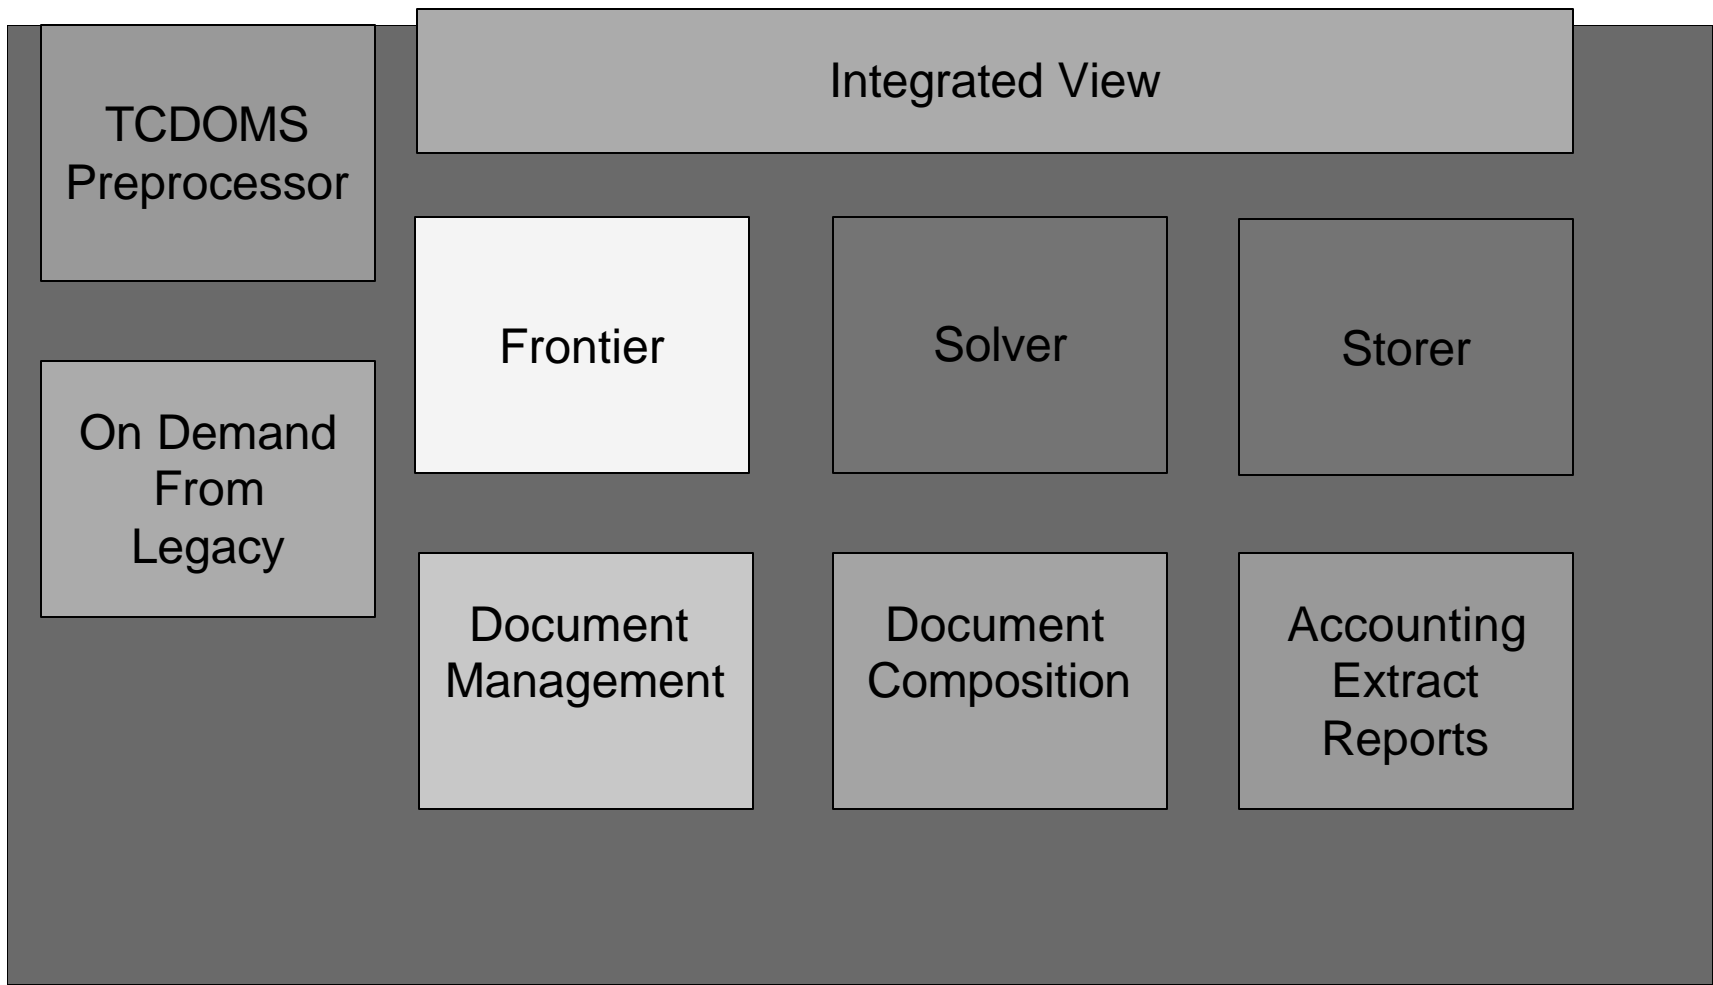 TCDOMS
Preprocessor
Integrated View
Frontier
Solver
Storer
On Demand
From
Legacy
Document
Management
Document
Composition
Accounting
Extract
Reports